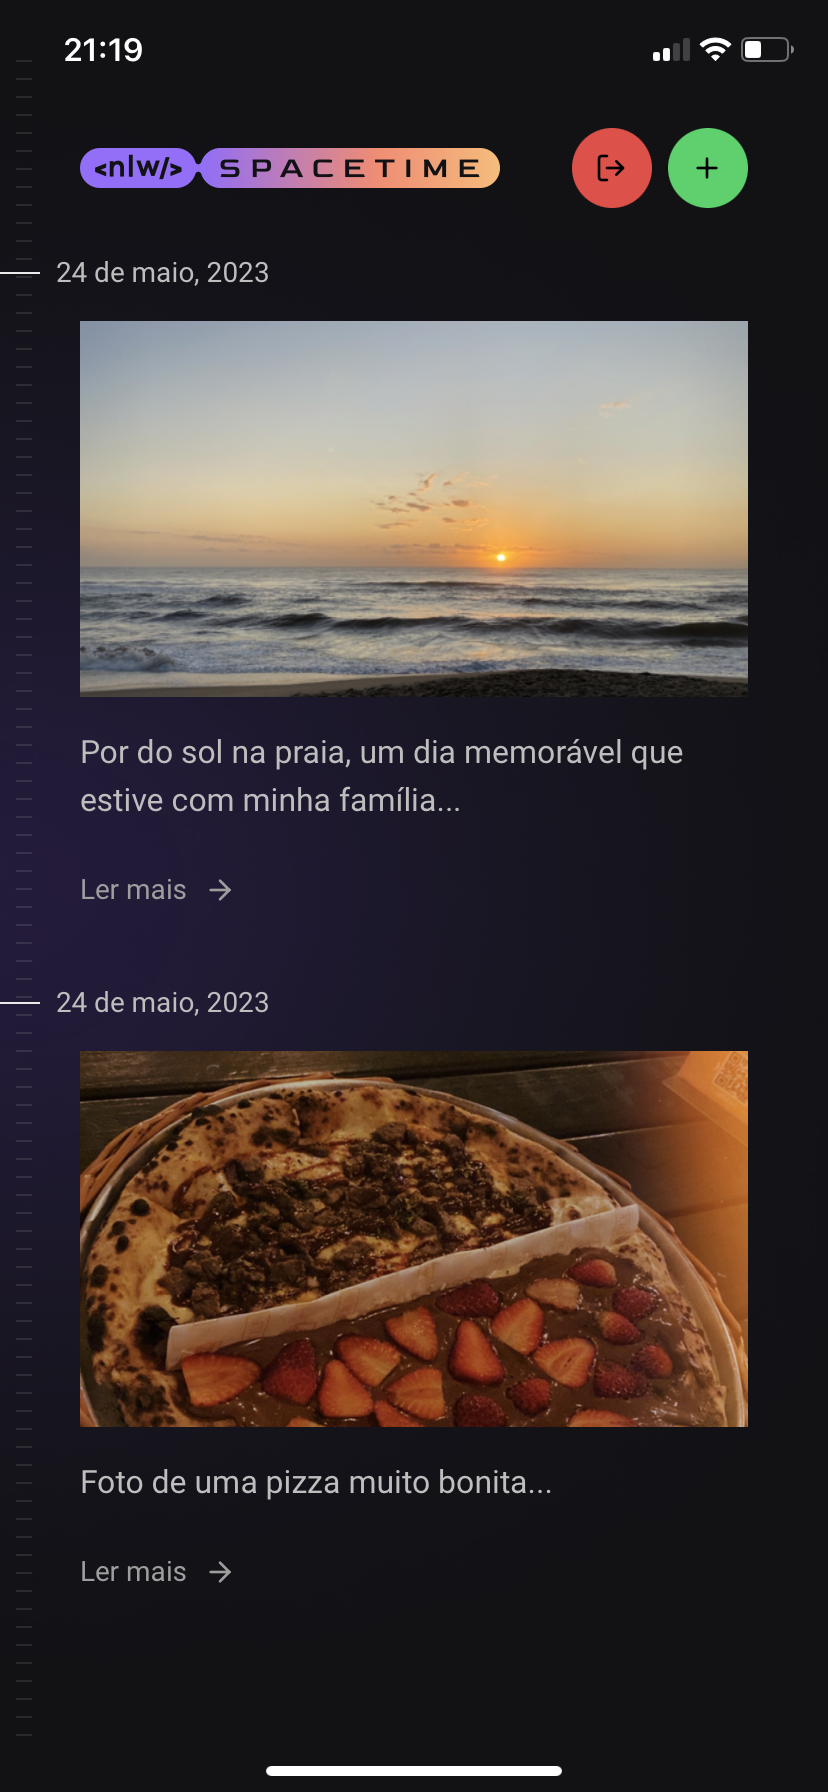 21:19
<nlw/> SPACETIME
24 de maio, 2023
Por do sol na praia, um dia memorável que
estive com minha família...
Ler mais
24 de maio, 2023
Foto de uma pizza muito bonita...
Ler mais